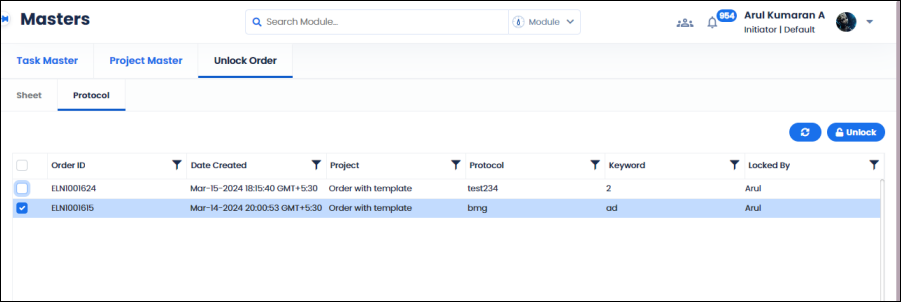 Masters
Search Module...
Module
954
Arul Kumaran A
Initiator | Default
Task Master
Project Master
Unlock Order
Sheet
Protocol
Unlock
Order ID Date Created Project Protocol Keyword Locked By
ELN1001624 Mar-15-2024 18:15:40 GMT+5:30 Order with template test234 2 Arul
ELN1001615 Mar-14-2024 20:00:53 GMT+5:30 Order with template bmg ad Arul